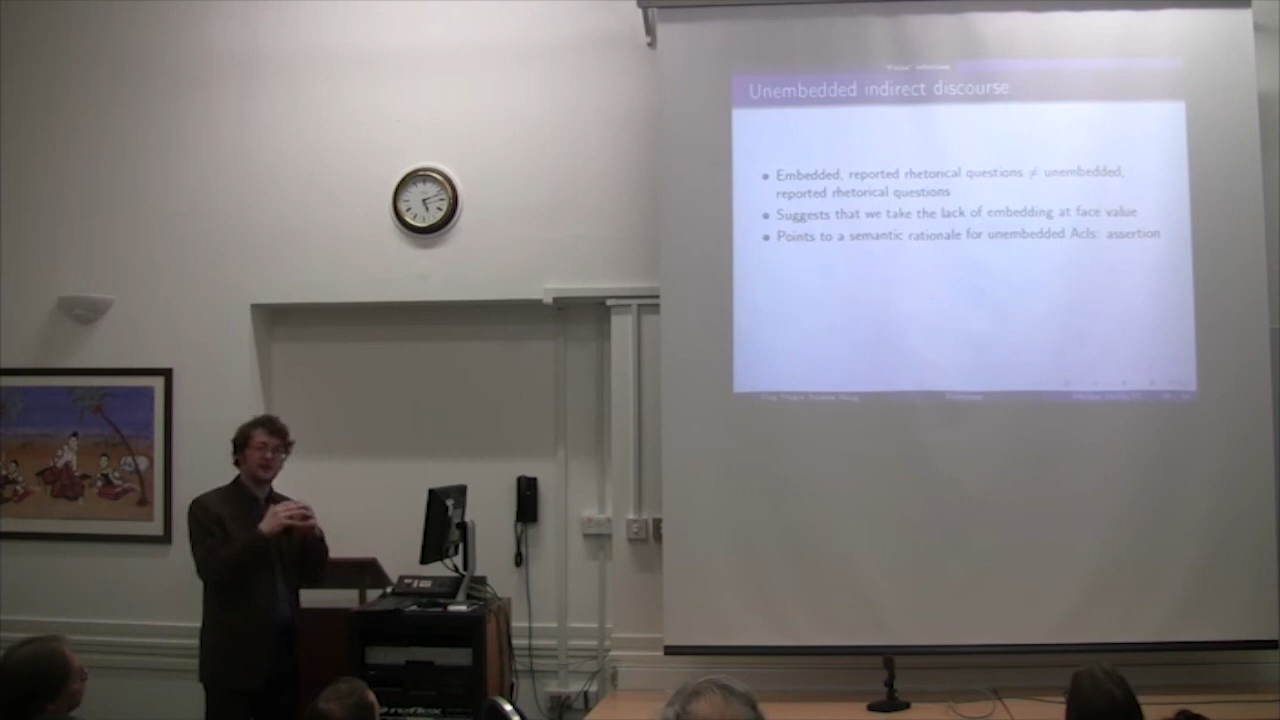 Unembedded indirect discourse
Embedded, reported rhetorical questions ≠ unembedded,
reported rhetorical questions
Suggests that we take the lack of embedding at face value
Points to a semantic rationale for unembedded AcIs: assertion
reflex